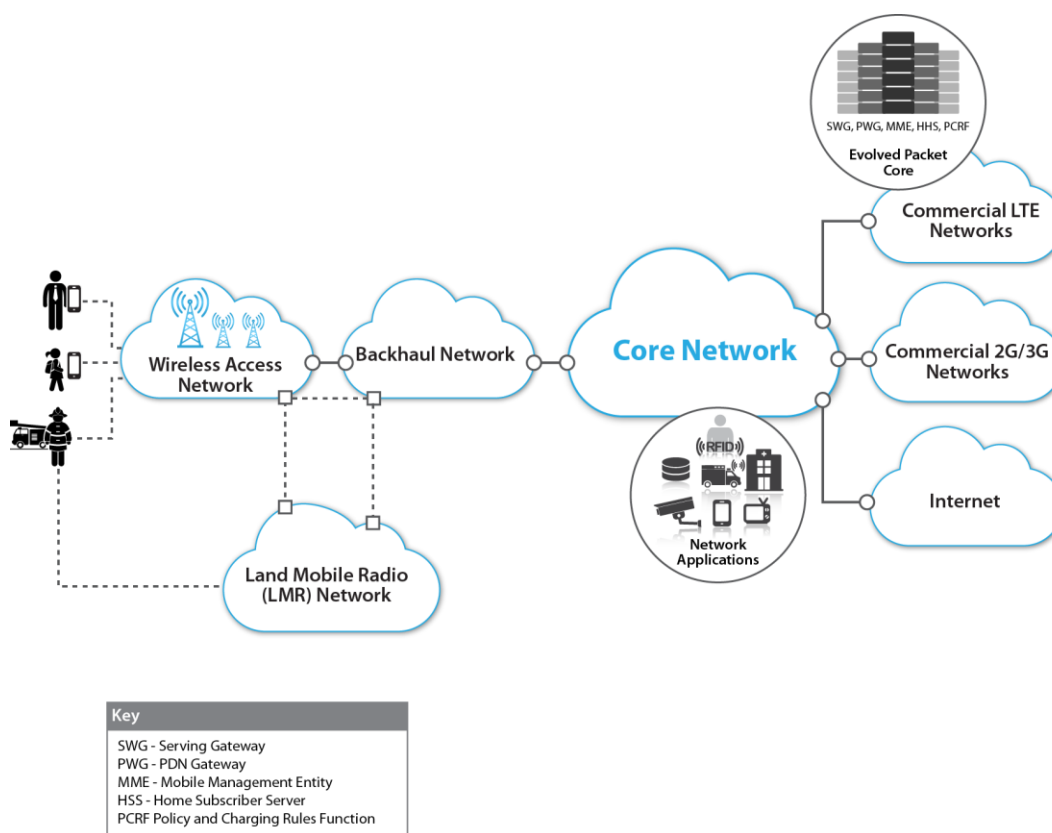 SWG, PWG, MME, HHS, PCRF
Evolved Packet
Core
Commercial LTE
Networks
Wireless Access
Network
Backhaul Network
Core Network
Commercial 2G/3G
Networks
RFID
Network
Applications
Internet
Land Mobile Radio
(LMR) Network
Key
SWG - Serving Gateway
PWG - PDN Gateway
MME - Mobile Management Entity
HSS - Home Subscriber Server
PCRF Policy and Charging Rules Function